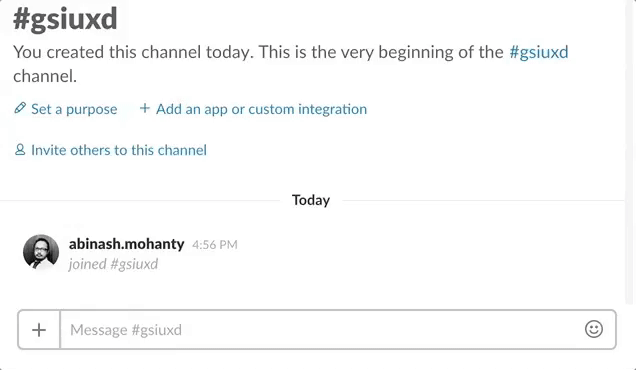 #gsiuxd
You created this channel today. This is the very beginning of the #gsiuxd
channel.
Set a purpose + Add an app or custom integration
Invite others to this channel
Today
abinash.mohanty 4:56 PM
joined #gsiuxd
+ Message #gsiuxd